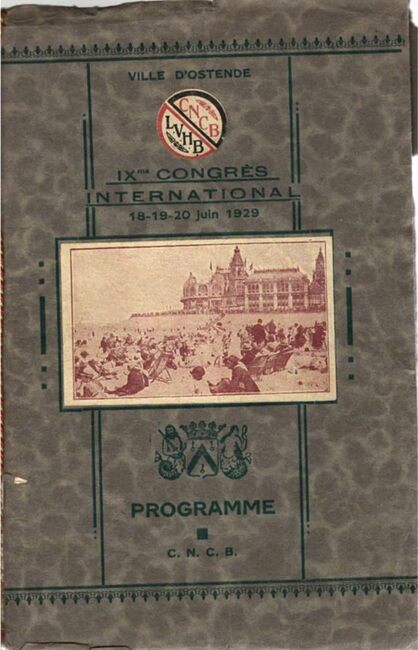 VILLE D'OSTENDE
CNCB
LVHB
IXme CONGRÈS
INTERNATIONAL
18-19-20 juin 1929
PROGRAMME
C. N. C. B.